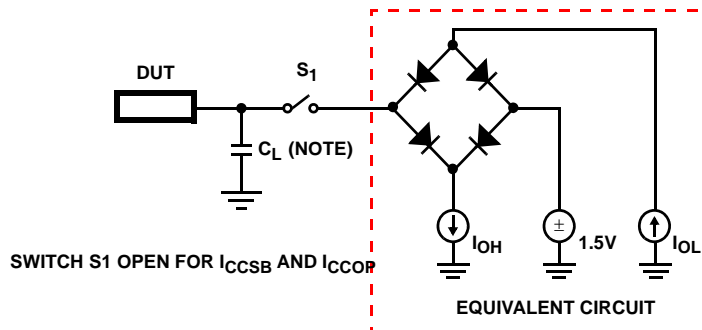 DUT
S1
CL (NOTE)
IOH
±
1.5V
IOL
SWITCH S1 OPEN FOR ICCSB AND ICCOP
EQUIVALENT CIRCUIT